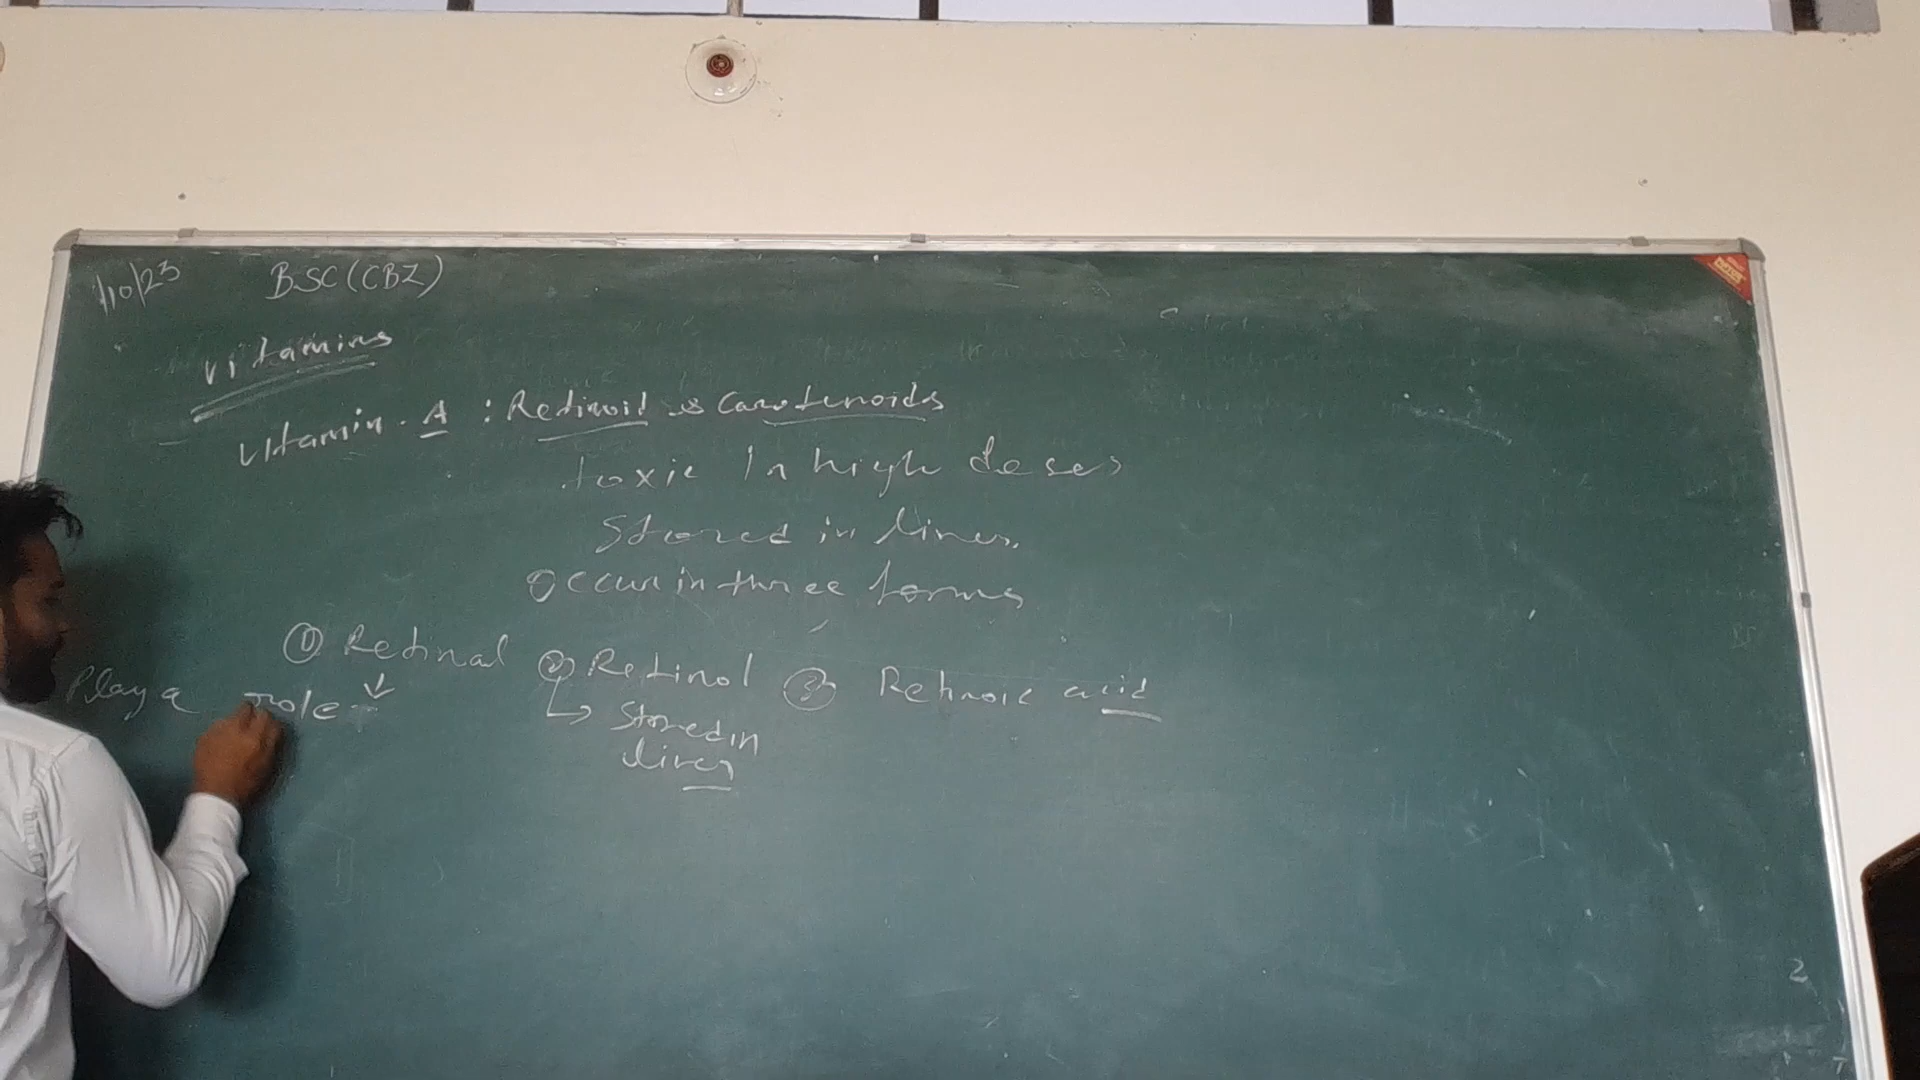 /10/23 BSC(CBZ)
Vitamins
Vitamin. A : Retinoid & Carotenoids
toxic in high doses
Stored in liver.
Occur in three forms
① Retinal ② Retinol ③ Retinoic acid
Play a role
Stored in
liver
2